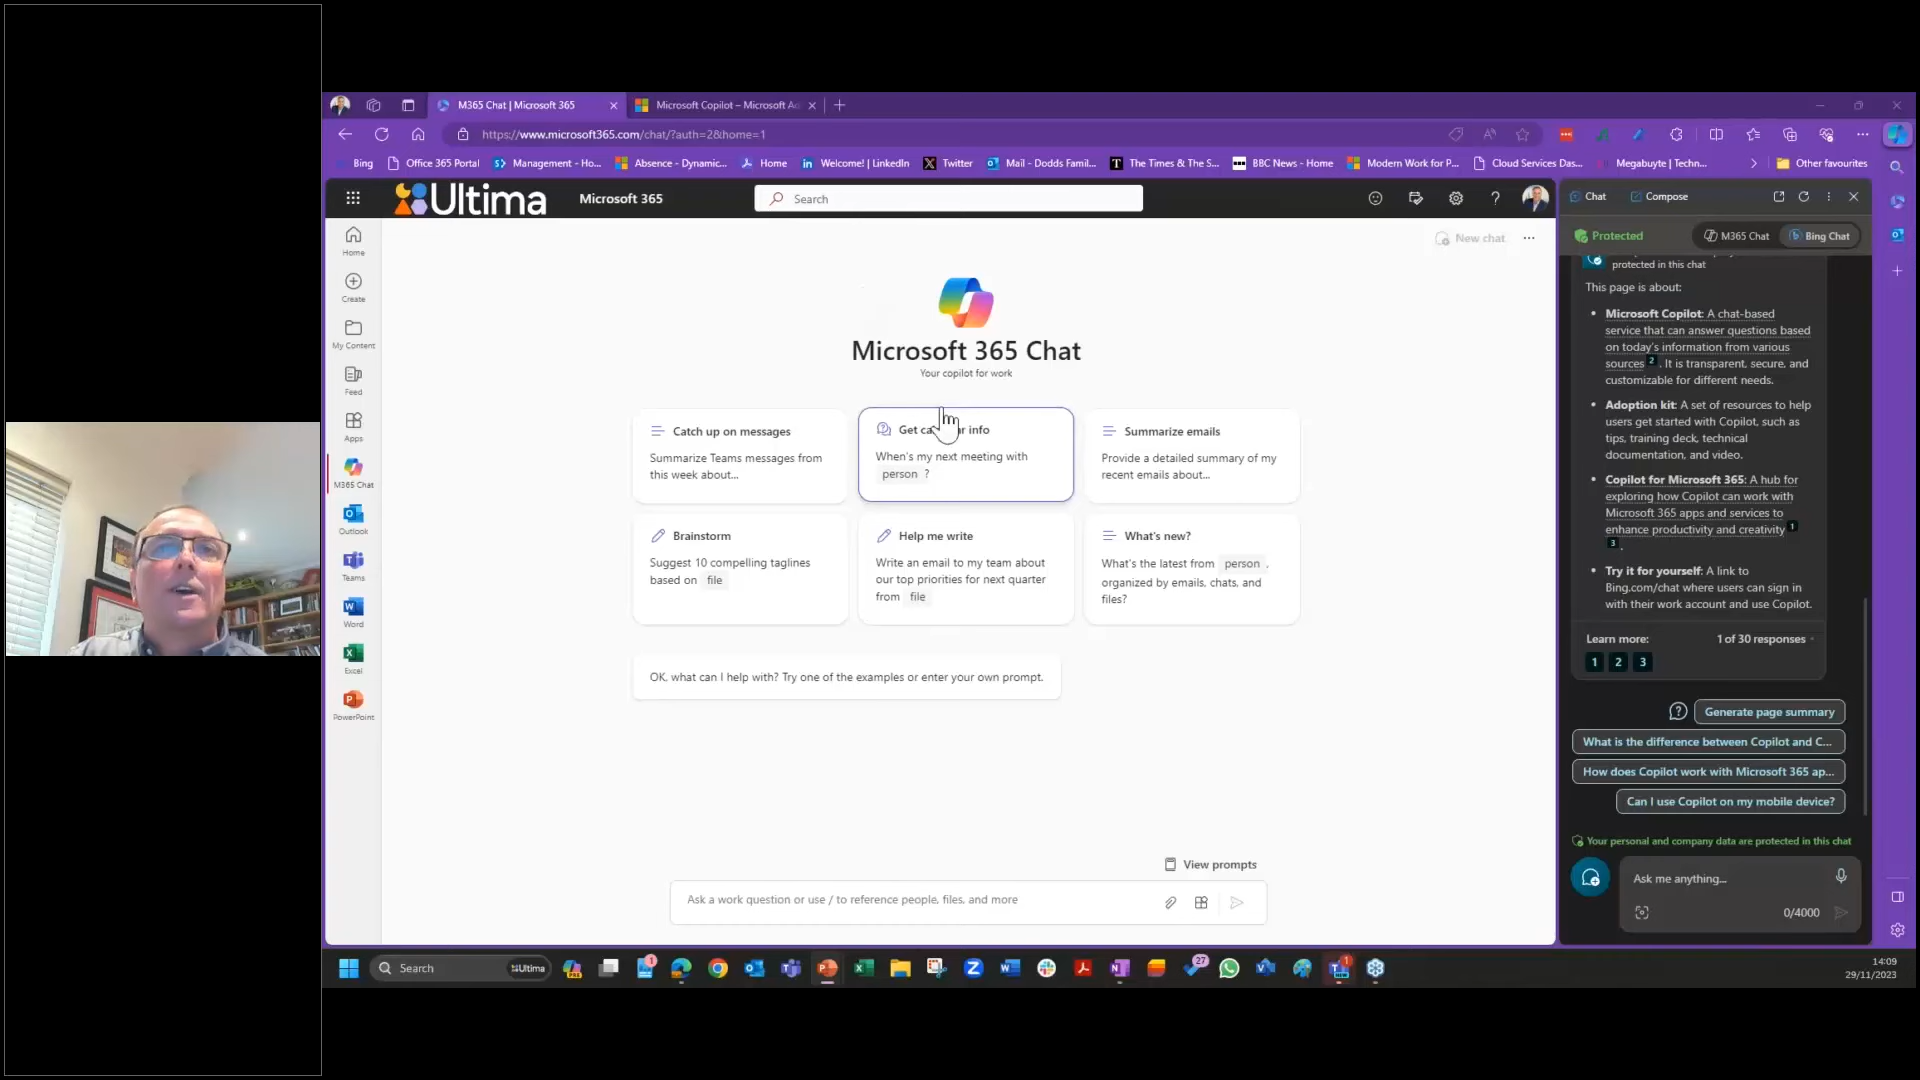 M365 Chat | Microsoft 365
Microsoft Copilot – Microsoft Ad
https://www.microsoft365.com/chat/?auth=2&home=1
Bing
Office 365 Portal
Management - Ho...
Absence - Dynamic...
Home
Welcome! | LinkedIn
Twitter
Mail - Dodds Famil...
The Times & The S...
BBC News - Home
Modern Work for P...
Cloud Services Das...
Megabuyte | Techn...
Other favourites
Ultima
Microsoft 365
Search
Home
Create
My Content
Feed
Apps
M365 Chat
Outlook
Teams
Word
Excel
PowerPoint
New chat
Microsoft 365 Chat
Your copilot for work
Catch up on messages
Summarize Teams messages from
this week about...
Get ca r info
When's my next meeting with
person ?
Summarize emails
Provide a detailed summary of my
recent emails about...
Brainstorm
Suggest 10 compelling taglines
based on file
Help me write
Write an email to my team about
our top priorities for next quarter
from file
What's new?
What's the latest from person ,
organized by emails, chats, and
files?
OK, what can I help with? Try one of the examples or enter your own prompt.
View prompts
Ask a work question or use / to reference people, files, and more
Chat
Compose
Protected
M365 Chat
Bing Chat
protected in this chat
This page is about:
• Microsoft Copilot: A chat-based
service that can answer questions based
on today's information from various
sources 2 . It is transparent, secure, and
customizable for different needs.
• Adoption kit: A set of resources to help
users get started with Copilot, such as
tips, training deck, technical
documentation, and video.
• Copilot for Microsoft 365: A hub for
exploring how Copilot can work with
Microsoft 365 apps and services to
enhance productivity and creativity 1
3 .
• Try it for yourself: A link to
Bing.com/chat where users can sign in
with their work account and use Copilot.
Learn more:
1 of 30 responses
1 2 3
Generate page summary
What is the difference between Copilot and C...
How does Copilot work with Microsoft 365 ap...
Can I use Copilot on my mobile device?
Your personal and company data are protected in this chat
Ask me anything...
0/4000
Search
Ultima
1
27
1
14:09
29/11/2023